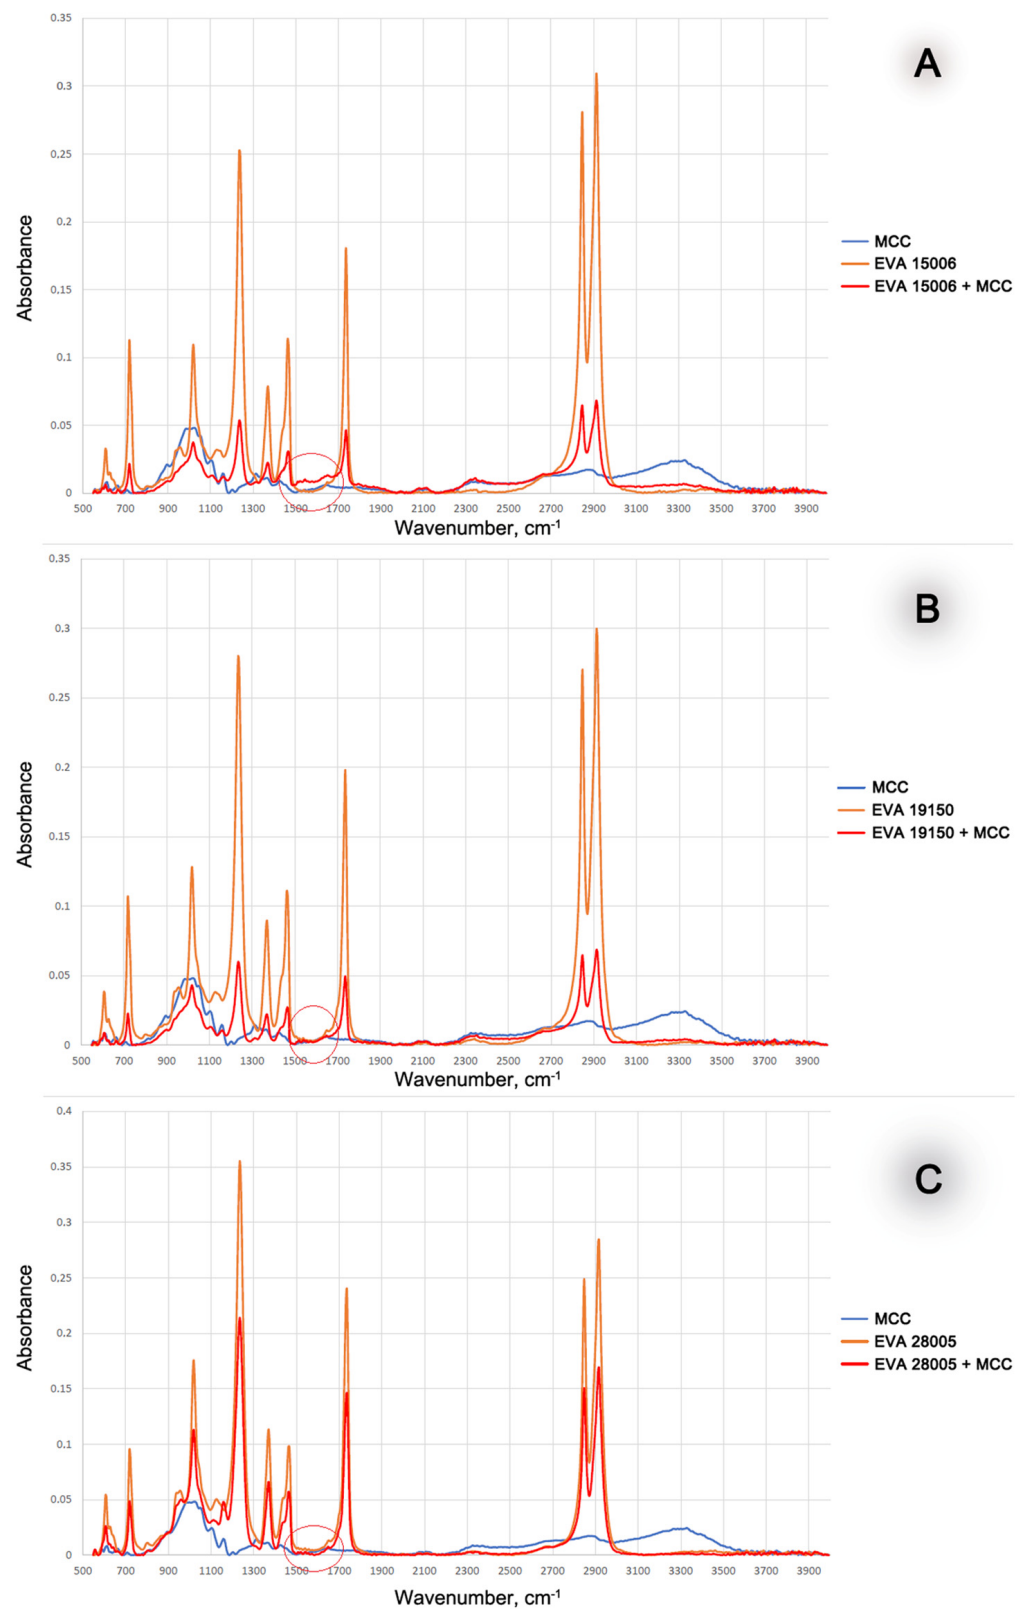 A
0.35
0.3
0.25
0.2
0.15
0.1
0.05
0
Absorbance
500 700 900 1100 1300 1500 1700 1900 2100 2300 2500 2700 2900 3100 3300 3500 3700 3900
Wavenumber, cm-1
MCC
EVA 15006
EVA 15006 + MCC
B
0.35
0.3
0.25
0.2
0.15
0.1
0.05
0
Absorbance
500 700 900 1100 1300 1500 1700 1900 2100 2300 2500 2700 2900 3100 3300 3500 3700 3900
Wavenumber, cm-1
MCC
EVA 19150
EVA 19150 + MCC
C
0.4
0.35
0.3
0.25
0.2
0.15
0.1
0.05
0
Absorbance
500 700 900 1100 1300 1500 1700 1900 2100 2300 2500 2700 2900 3100 3300 3500 3700 3900
Wavenumber, cm-1
MCC
EVA 28005
EVA 28005 + MCC